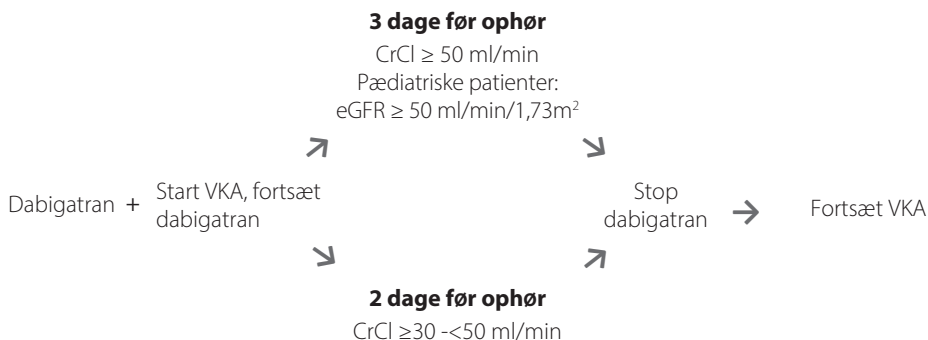 3 dage før ophør
CrCl ≥ 50 ml/min
Pædiatriske patienter:
eGFR ≥ 50 ml/min/1,73m²
Dabigatran +
Start VKA, fortsæt
dabigatran
Stop
dabigatran
Fortsæt VKA
2 dage før ophør
CrCl ≥30 -<50 ml/min